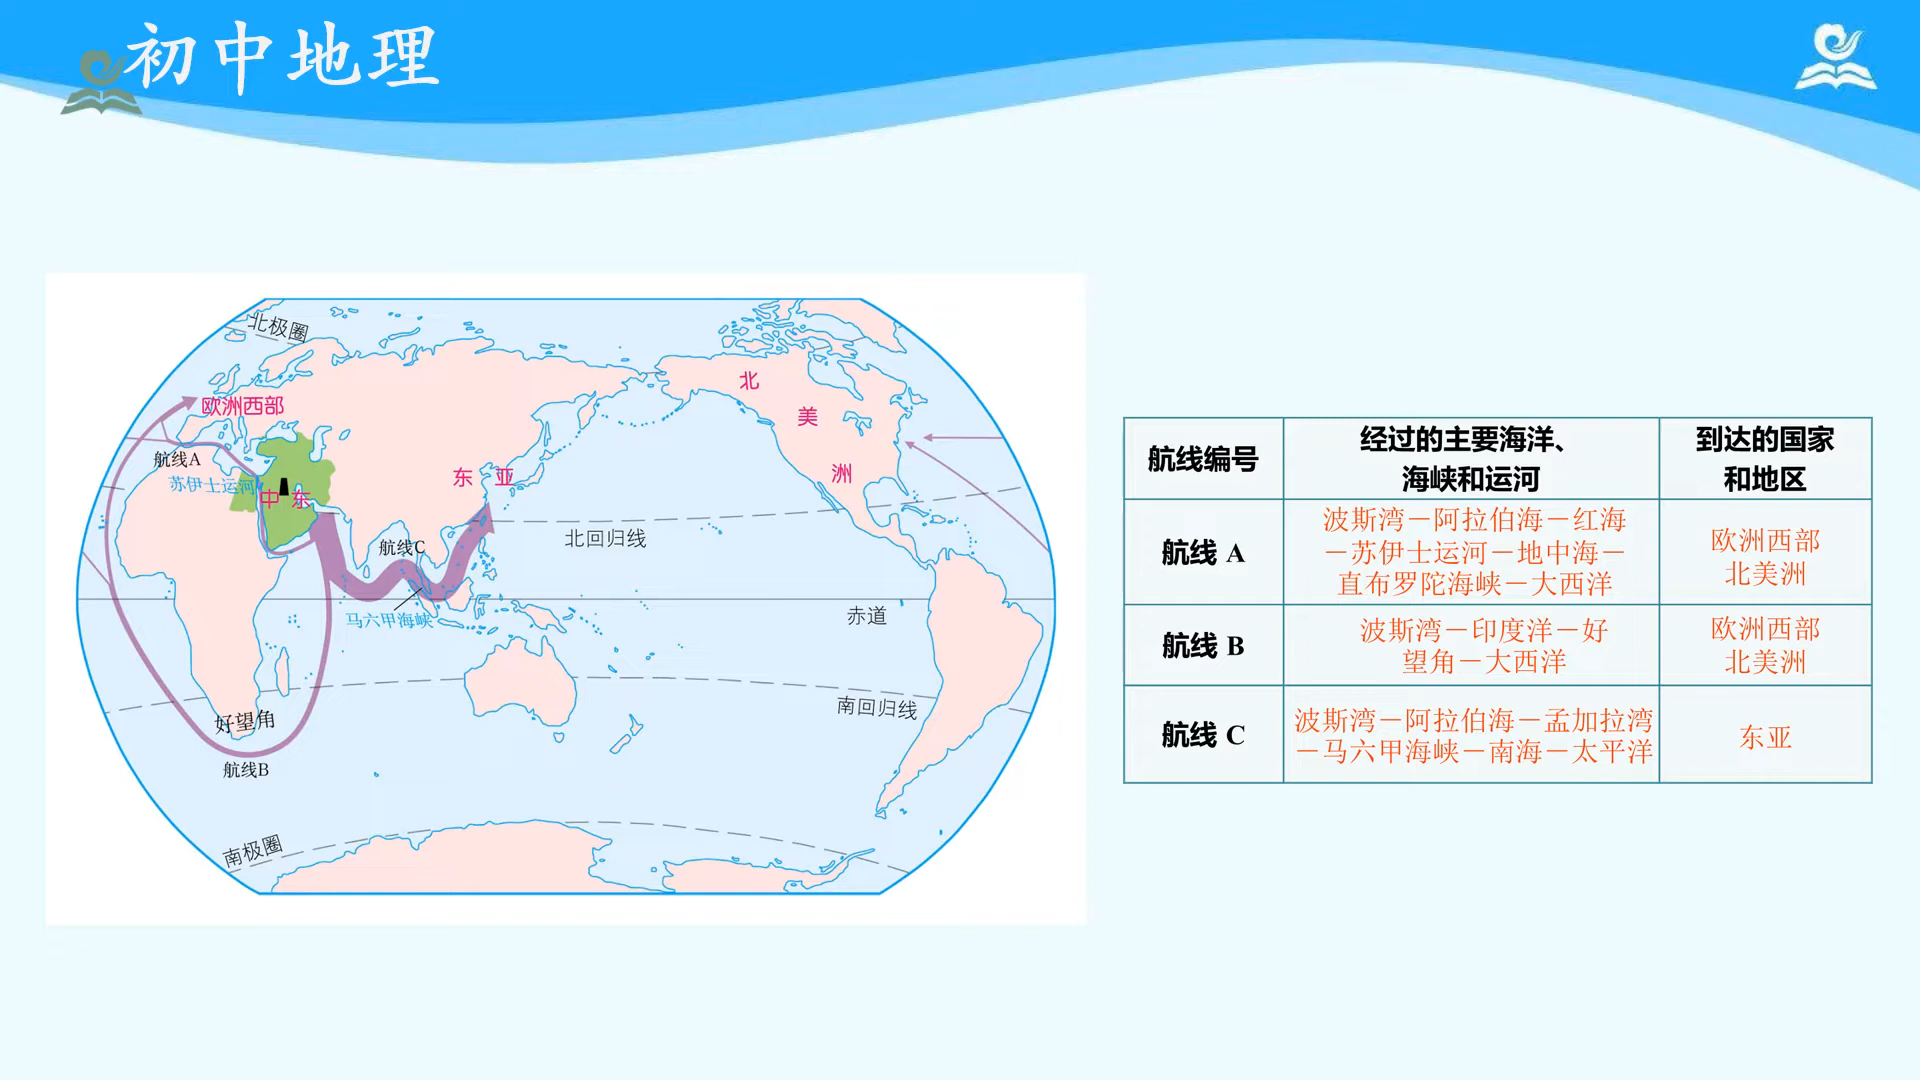 初中地理
北极圈
欧洲西部
航线A
苏伊士运河
中东
东亚
北
美
洲
航线C
北回归线
马六甲海峡
赤道
南回归线
好望角
航线B
南极圈
航线编号
经过的主要海洋、
海峡和运河
到达的国家
和地区
航线 A
波斯湾－阿拉伯海－红海
－苏伊士运河－地中海－
直布罗陀海峡－大西洋
欧洲西部
北美洲
航线 B
波斯湾－印度洋－好
望角－大西洋
欧洲西部
北美洲
航线 C
波斯湾－阿拉伯海－孟加拉湾
－马六甲海峡－南海－太平洋
东亚